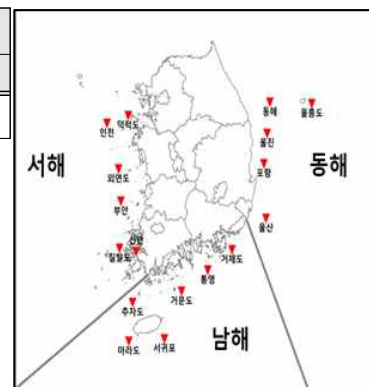 동해
울릉도
덕적도
인천
울진
서해
외연도
포항
동해
부안
울산
신안
칠발도
거제도
통영
거문도
추자도
남해
마라도
서귀포